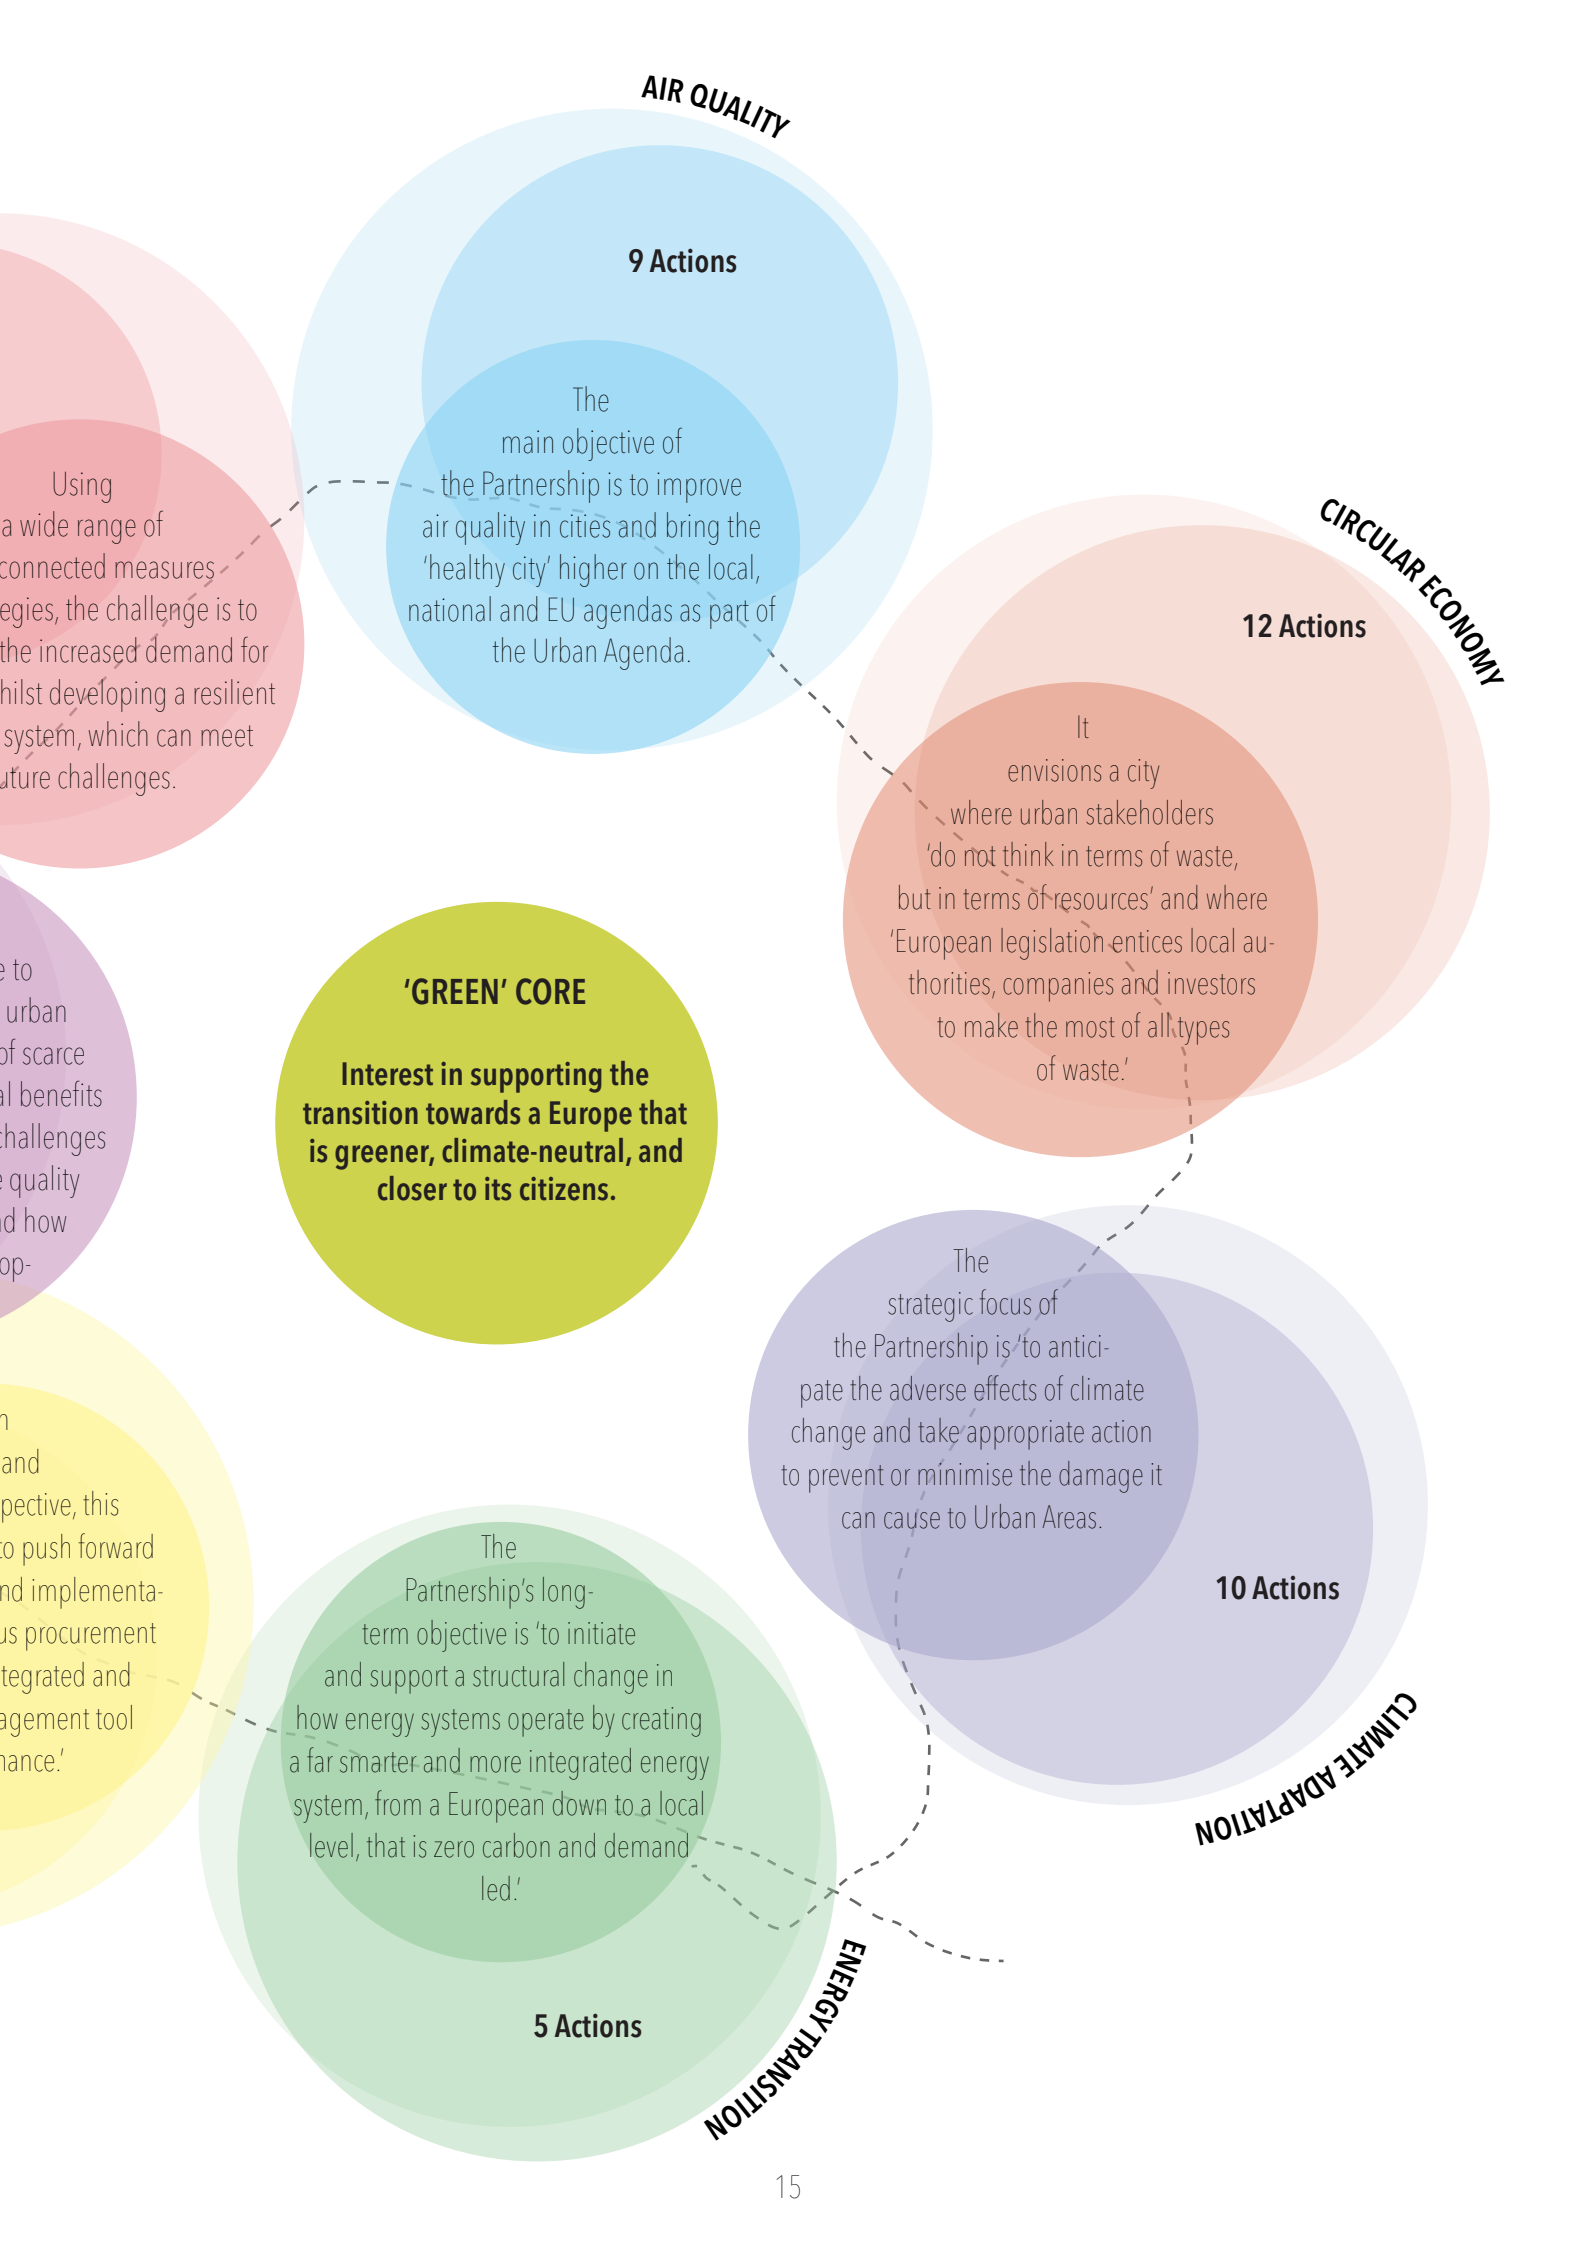 AIR QUALITY
9 Actions
The
main objective of
the Partnership is to improve
air quality in cities and bring the
‘healthy city’ higher on the local,
national and EU agendas as part of
the Urban Agenda.
Using
a wide range of
connected measures
egies, the challenge is to
the increased demand for
hilst developing a resilient
system, which can meet
uture challenges.
CIRCULAR ECONOMY
12 Actions
It
envisions a city
where urban stakeholders
‘do not think in terms of waste,
but in terms of resources’ and where
‘European legislation entices local au-
thorities, companies and investors
to make the most of all types
of waste.’
‘GREEN’ CORE
Interest in supporting the
transition towards a Europe that
is greener, climate-neutral, and
closer to its citizens.
e to
urban
of scarce
al benefits
challenges
e quality
nd how
op-
The
strategic focus of
the Partnership is ‘to antici-
pate the adverse effects of climate
change and take appropriate action
to prevent or minimise the damage it
can cause to Urban Areas.
10 Actions
CLIMATE ADAPTATION
n
and
spective, this
to push forward
nd implementa-
us procurement
tegrated and
agement tool
nance.’
The
Partnership’s long-
term objective is ‘to initiate
and support a structural change in
how energy systems operate by creating
a far smarter and more integrated energy
system, from a European down to a local
level, that is zero carbon and demand
led.’
5 Actions
ENERGY TRANSITION
15